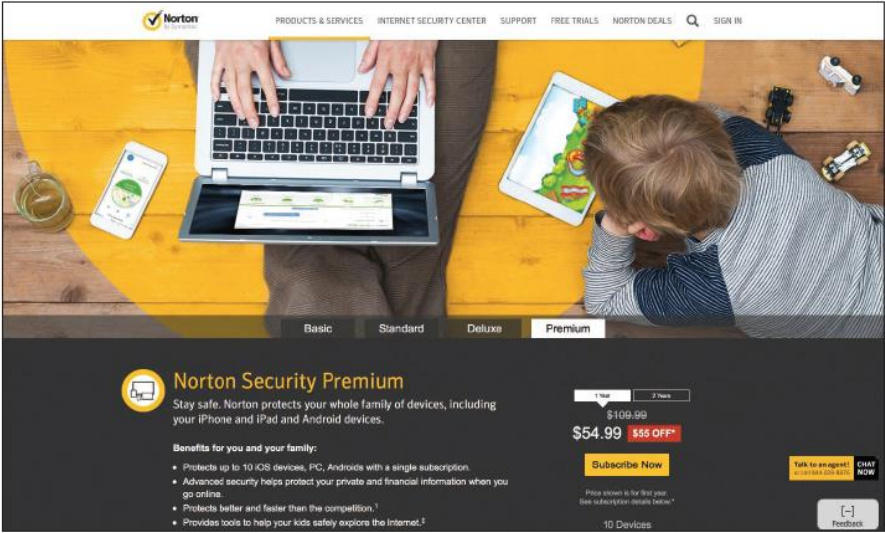 Norton
by Symantec
PRODUCTS & SERVICES INTERNET SECURITY CENTER SUPPORT FREE TRIALS NORTON DEALS SIGN IN
Basic Standard Deluxe Premium
Norton Security Premium
Stay safe. Norton protects your whole family of devices, including
your iPhone and iPad and Android devices.
Benefits for you and your family:
• Protects up to 10 iOS devices, PC, Androids with a single subscription.
• Advanced security helps protect your private and financial information when you
go online.
• Protects better and faster than the competition.1
• Provides tools to help your kids safely explore the Internet.‡
1 Year 2 Years
$109.99
$54.99 $55 OFF*
Subscribe Now
Price shown is for first year.
See subscription details below.*
10 Devices
Talk to an agent!
CHAT
NOW
[–]
Feedback